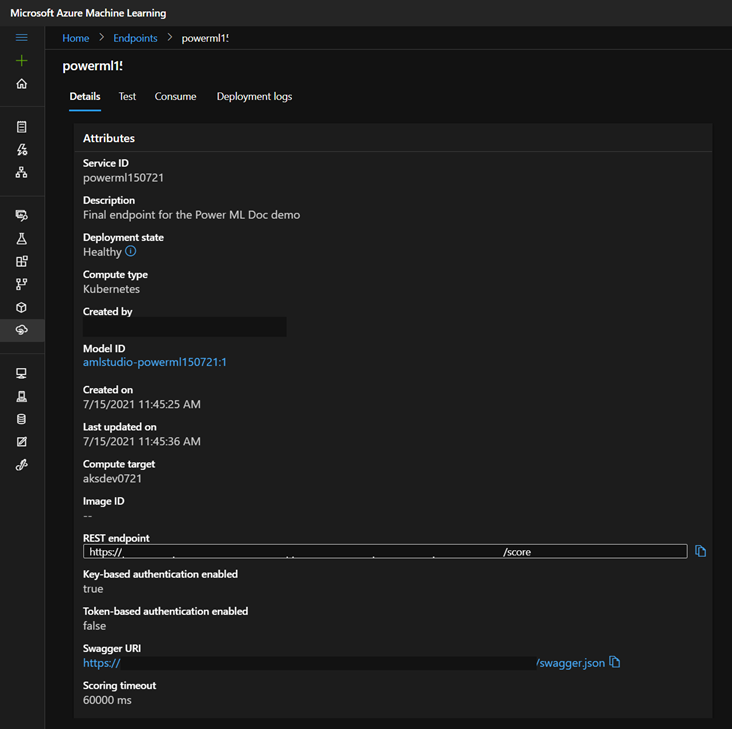 Microsoft Azure Machine Learning
Home > Endpoints > powerml1
powerml1
Details Test Consume Deployment logs
Attributes
Service ID
powerml150721
Description
Final endpoint for the Power ML Doc demo
Deployment state
Healthy
Compute type
Kubernetes
Created by
Model ID
amlstudio-powerml150721:1
Created on
7/15/2021 11:45:25 AM
Last updated on
7/15/2021 11:45:36 AM
Compute target
aksdev0721
Image ID
--
REST endpoint
https:// /score
Key-based authentication enabled
true
Token-based authentication enabled
false
Swagger URI
https:// /swagger.json
Scoring timeout
60000 ms